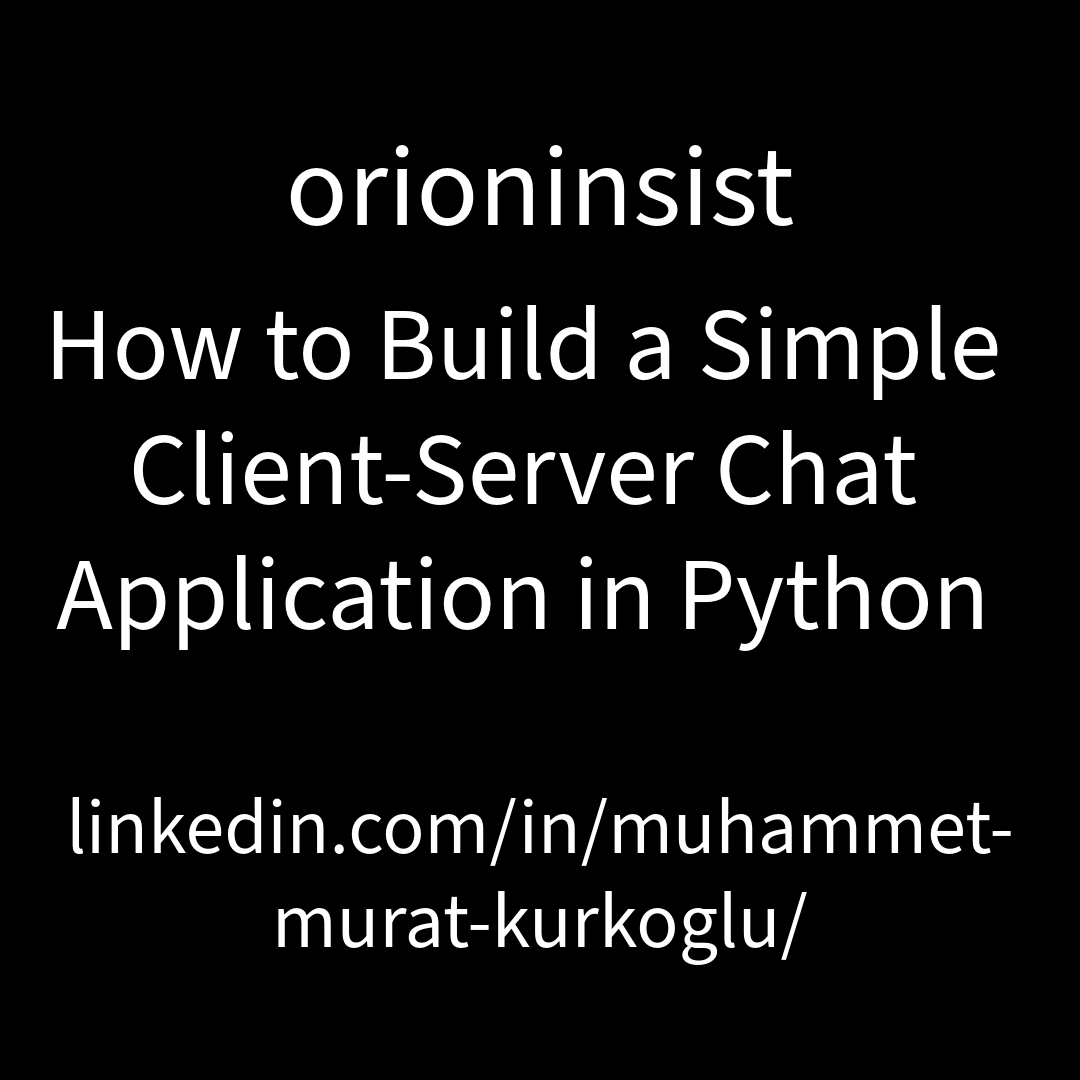 orioninsist
How to Build a Simple
Client-Server Chat
Application in Python
linkedin.com/in/muhammet-
murat-kurkoglu/